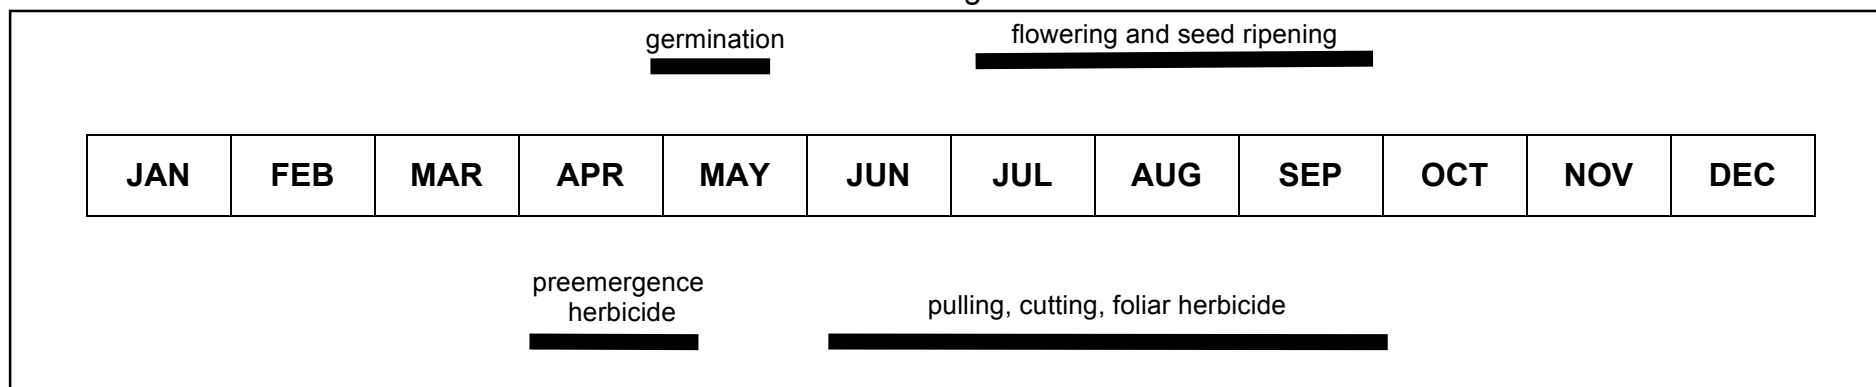 germination
flowering and seed ripening
JAN FEB MAR APR MAY JUN JUL AUG SEP OCT NOV DEC
preemergence
herbicide
pulling, cutting, foliar herbicide